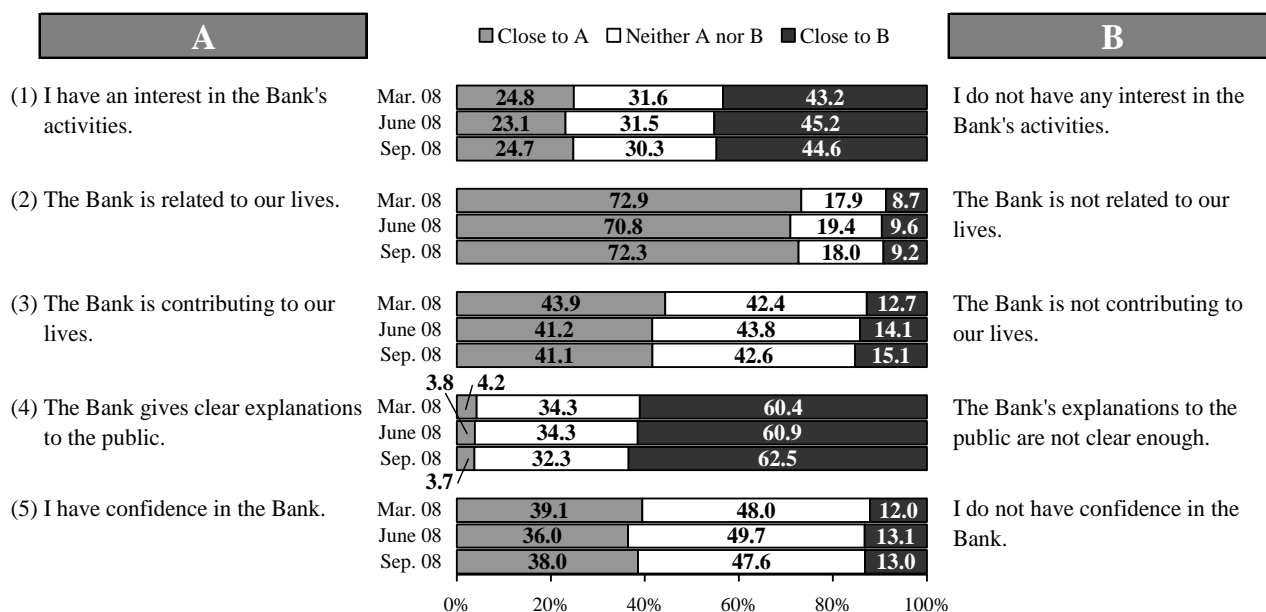 A
Close to A Neither A nor B Close to B
B
(1) I have an interest in the Bank's
activities.
Mar. 08 24.8 31.6 43.2
June 08 23.1 31.5 45.2
Sep. 08 24.7 30.3 44.6
I do not have any interest in the
Bank's activities.
(2) The Bank is related to our lives.
Mar. 08 72.9 17.9 8.7
June 08 70.8 19.4 9.6
Sep. 08 72.3 18.0 9.2
The Bank is not related to our
lives.
(3) The Bank is contributing to our
lives.
Mar. 08 43.9 42.4 12.7
June 08 41.2 43.8 14.1
Sep. 08 41.1 42.6 15.1
The Bank is not contributing to
our lives.
(4) The Bank gives clear explanations
to the public.
3.8 4.2
Mar. 08 34.3 60.4
June 08 34.3 60.9
Sep. 08 32.3 62.5
3.7
The Bank's explanations to the
public are not clear enough.
(5) I have confidence in the Bank.
Mar. 08 39.1 48.0 12.0
June 08 36.0 49.7 13.1
Sep. 08 38.0 47.6 13.0
I do not have confidence in the
Bank.
0% 20% 40% 60% 80% 100%